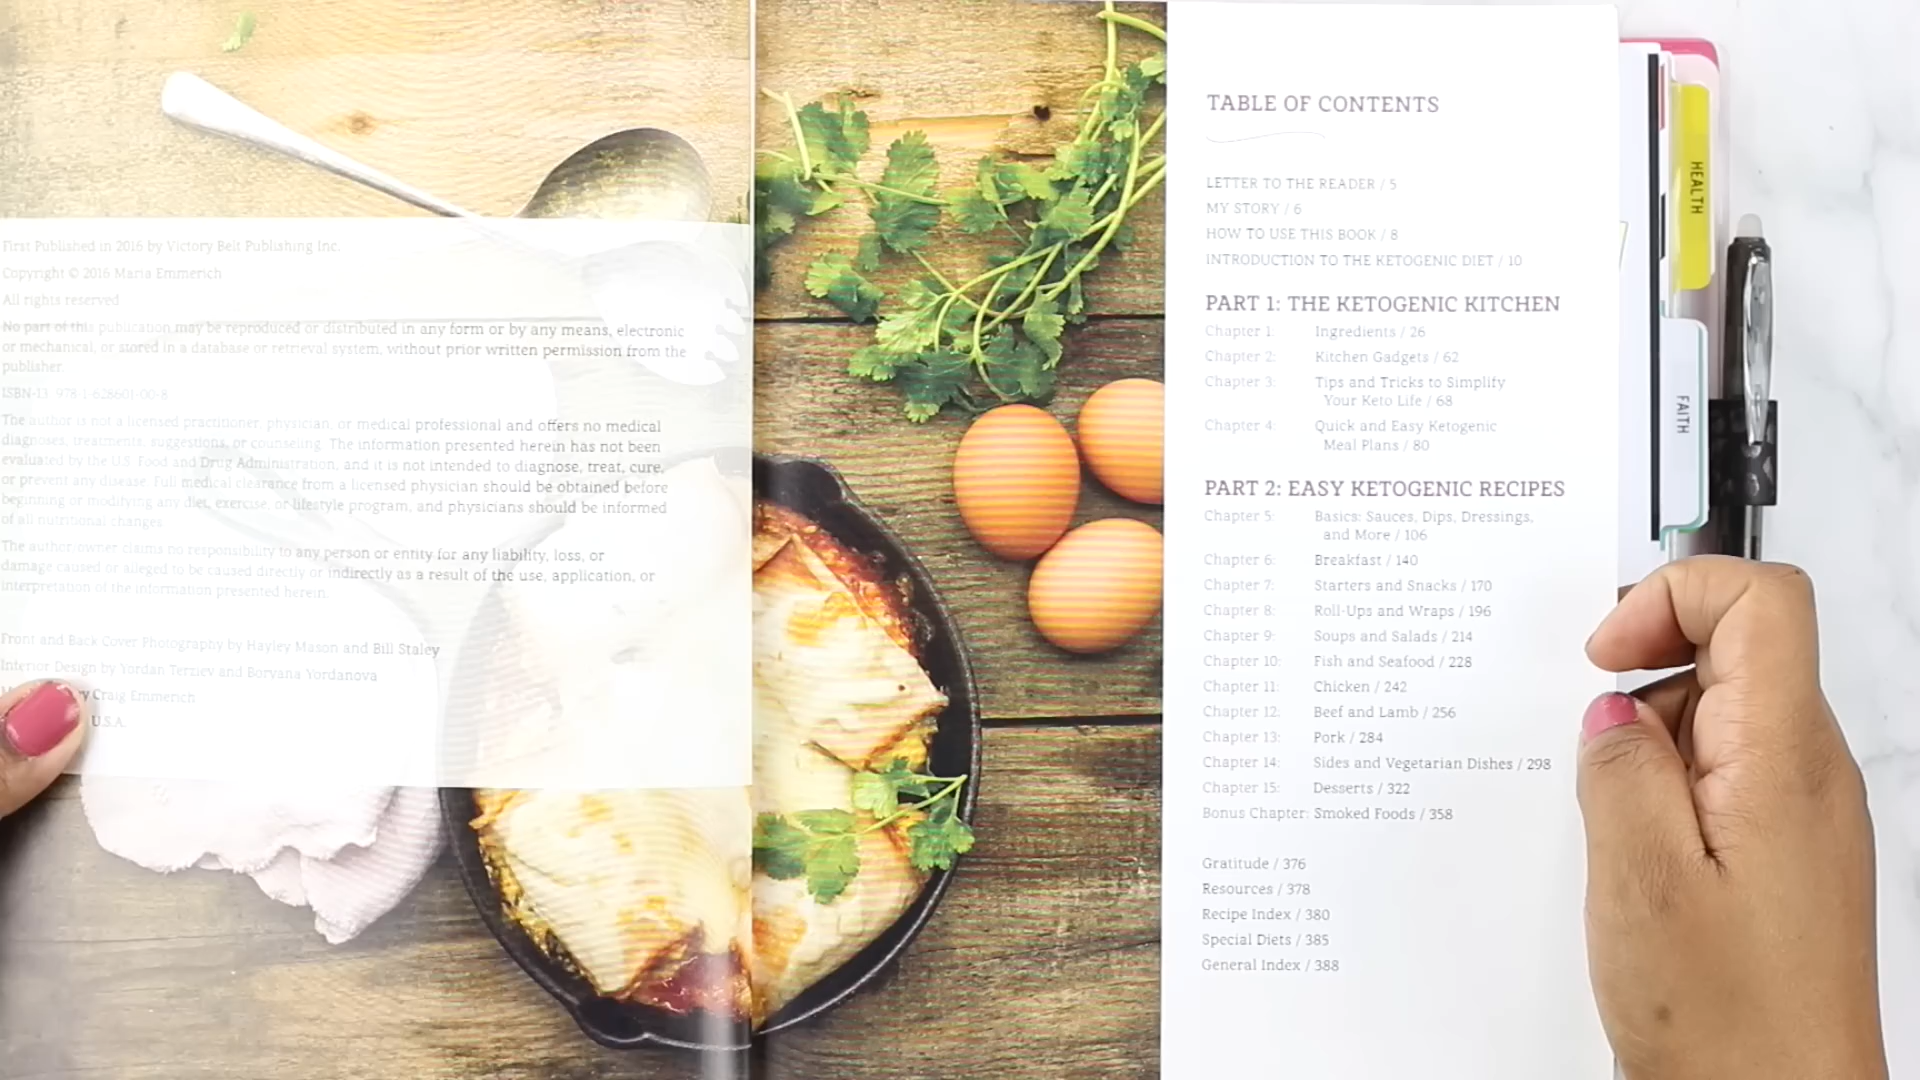 First Published in 2016 by Victory Belt Publishing Inc.
Copyright © 2016 Maria Emmerich
All rights reserved
No part of this publication may be reproduced or distributed in any form or by any means, electronic
or mechanical, or stored in a database or retrieval system, without prior written permission from the
publisher.
ISBN-13: 978-1-628601-00-8
The author is not a licensed practitioner, physician, or medical professional and offers no medical
diagnoses, treatments, suggestions, or counseling. The information presented herein has not been
evaluated by the U.S. Food and Drug Administration, and it is not intended to diagnose, treat, cure,
or prevent any disease. Full medical clearance from a licensed physician should be obtained before
beginning or modifying any diet, exercise, or lifestyle program, and physicians should be informed
of all nutritional changes.
The author/owner claims no responsibility to any person or entity for any liability, loss, or
damage caused or alleged to be caused directly or indirectly as a result of the use, application, or
interpretation of the information presented herein.
Front and Back Cover Photography by Hayley Mason and Bill Staley
Interior Design by Yordan Terziev and Boryana Yordanova
by Craig Emmerich
U.S.A.
TABLE OF CONTENTS
LETTER TO THE READER / 5
MY STORY / 6
HOW TO USE THIS BOOK / 8
INTRODUCTION TO THE KETOGENIC DIET / 10
PART 1: THE KETOGENIC KITCHEN
Chapter 1: Ingredients / 26
Chapter 2: Kitchen Gadgets / 62
Chapter 3: Tips and Tricks to Simplify
Your Keto Life / 68
Chapter 4: Quick and Easy Ketogenic
Meal Plans / 80
PART 2: EASY KETOGENIC RECIPES
Chapter 5: Basics: Sauces, Dips, Dressings,
and More / 106
Chapter 6: Breakfast / 140
Chapter 7: Starters and Snacks / 170
Chapter 8: Roll-Ups and Wraps / 196
Chapter 9: Soups and Salads / 214
Chapter 10: Fish and Seafood / 228
Chapter 11: Chicken / 242
Chapter 12: Beef and Lamb / 256
Chapter 13: Pork / 284
Chapter 14: Sides and Vegetarian Dishes / 298
Chapter 15: Desserts / 322
Bonus Chapter: Smoked Foods / 358
Gratitude / 376
Resources / 378
Recipe Index / 380
Special Diets / 385
General Index / 388
HEALTH
FAITH